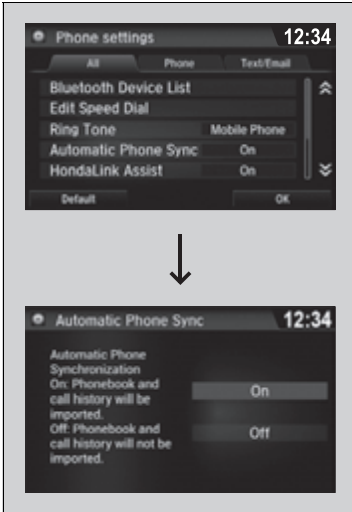 Phone settings 12:34
All Phone Text/Email
Bluetooth Device List
Edit Speed Dial
Ring Tone Mobile Phone
Automatic Phone Sync On
HondaLink Assist On
Default OK
Automatic Phone Sync 12:34
Automatic Phone
Synchronization
On: Phonebook and
call history will be
imported.
Off: Phonebook and
call history will not be
imported.
On
Off